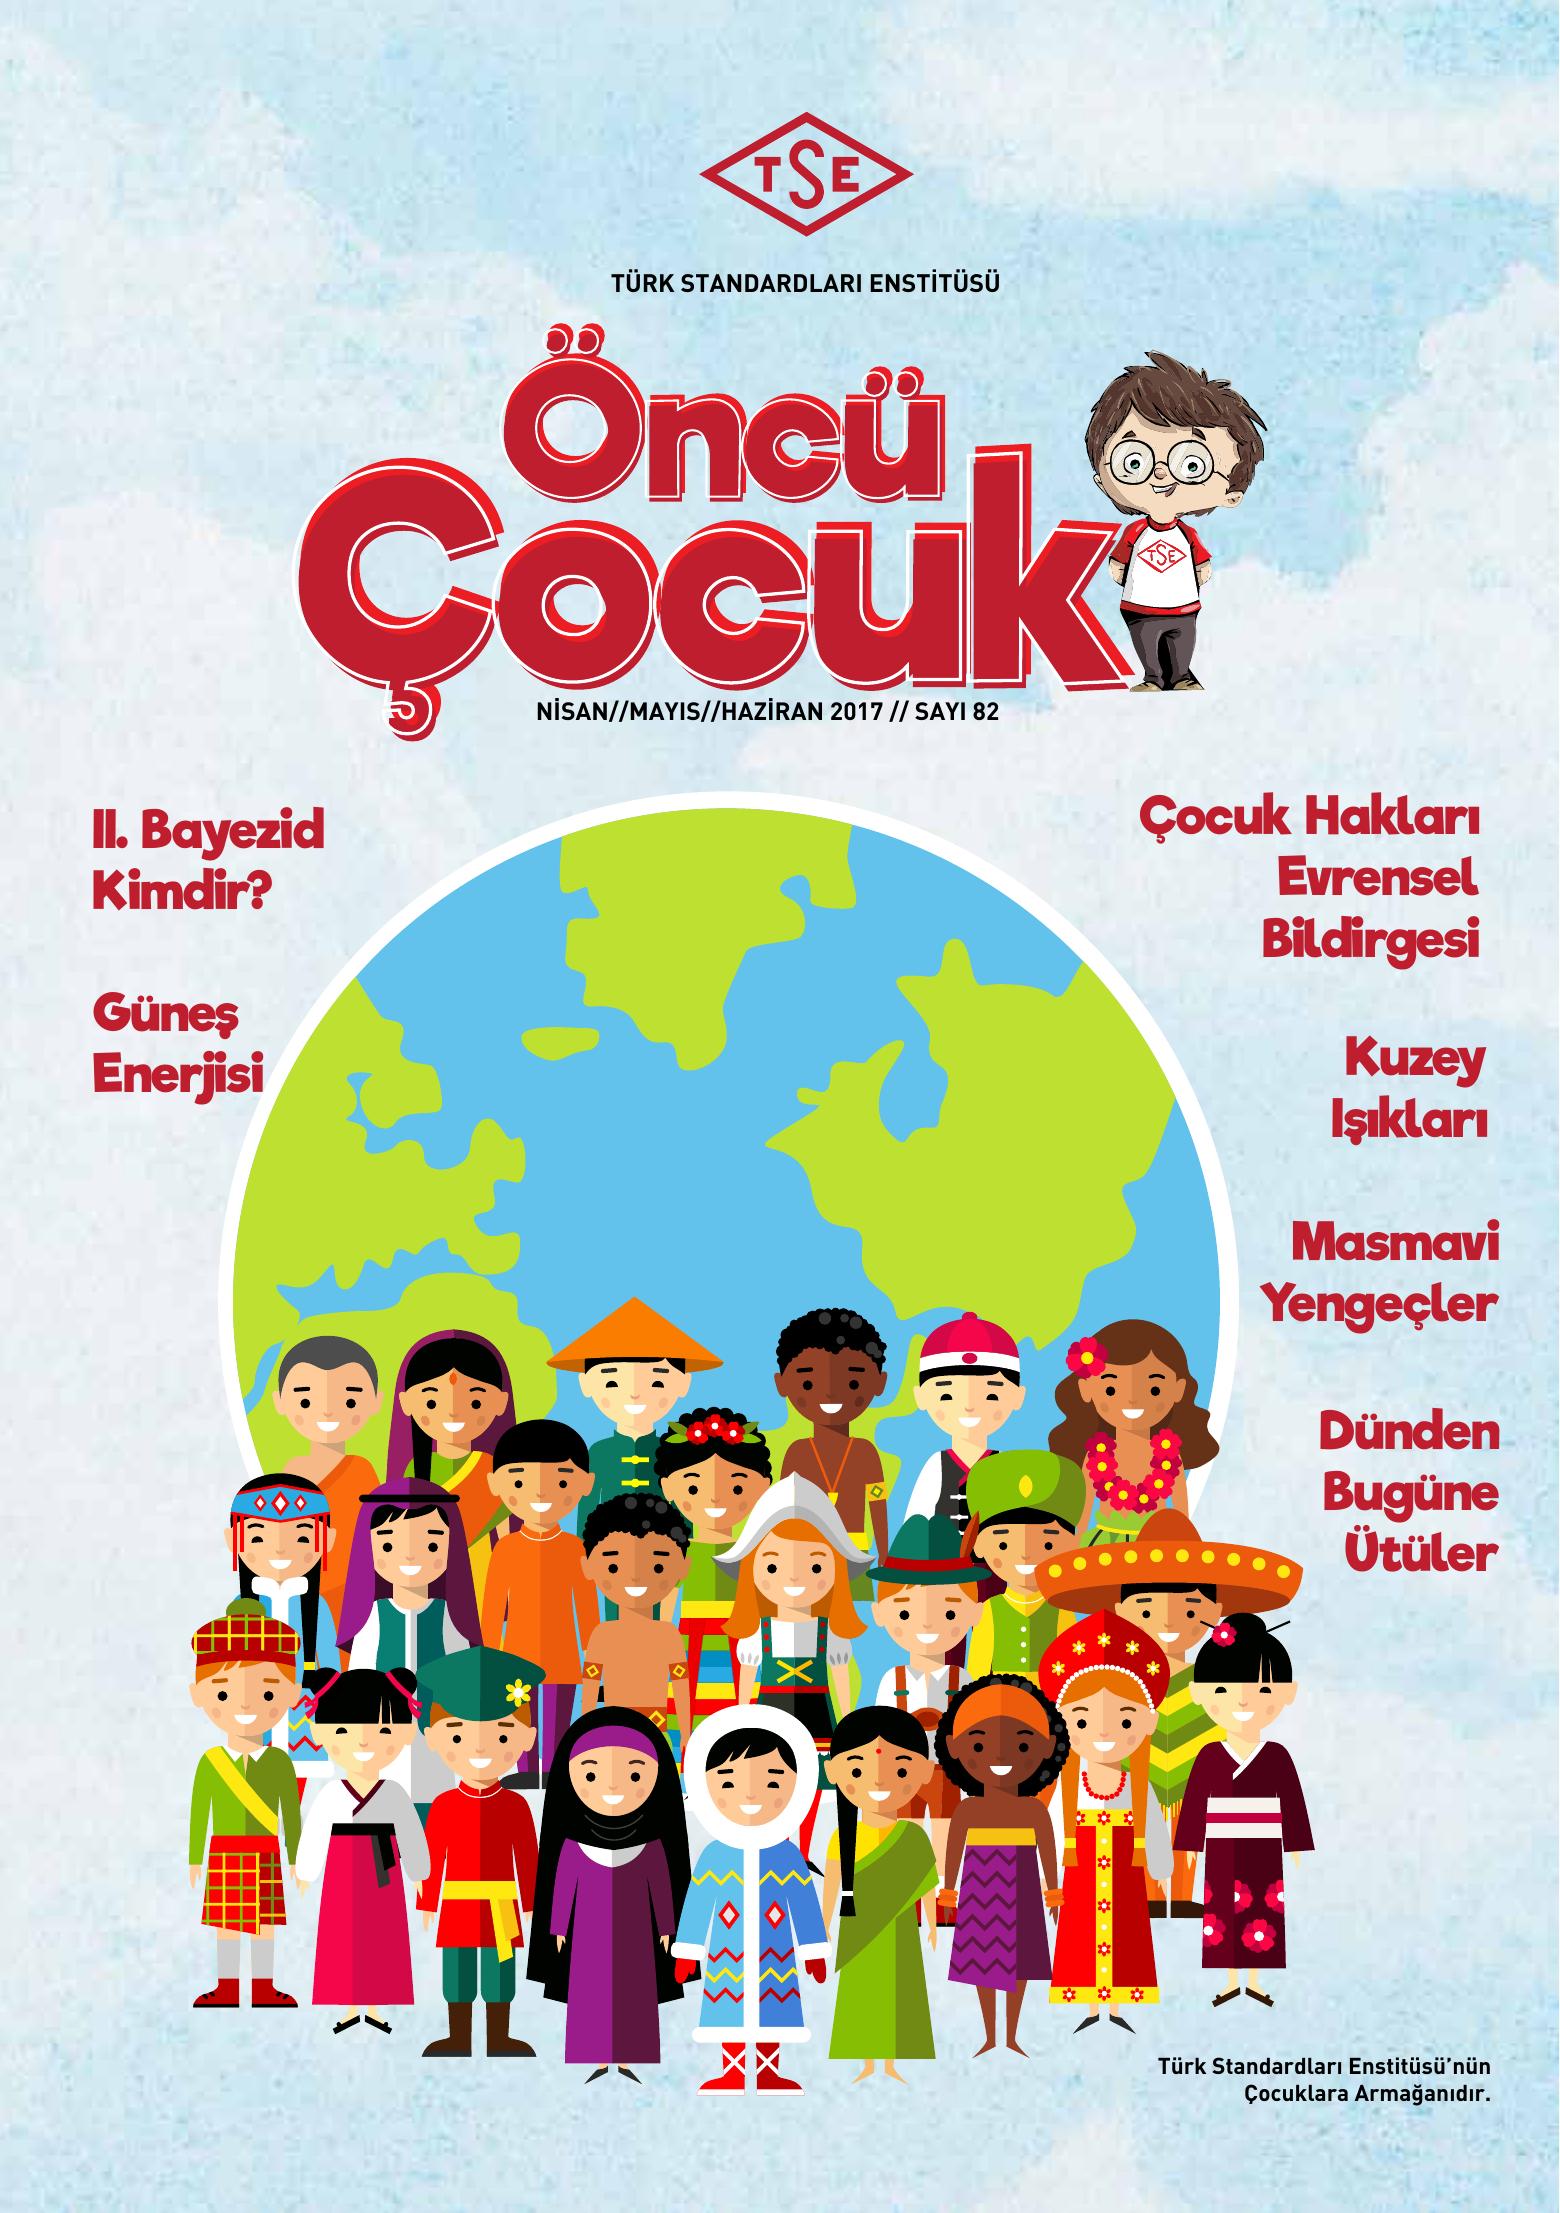 TSE
TÜRK STANDARDLARI ENSTİTÜSÜ
Öncü
Çocuk
TSE
NİSAN//MAYIS//HAZİRAN 2017 // SAYI 82
II. Bayezid
Kimdir?
Güneş
Enerjisi
Çocuk Hakları
Evrensel
Bildirgesi
Kuzey
Işıkları
Masmavi
Yengeçler
Dünden
Bugüne
Ütüler
Türk Standardları Enstitüsü'nün
Çocuklara Armağanıdır.